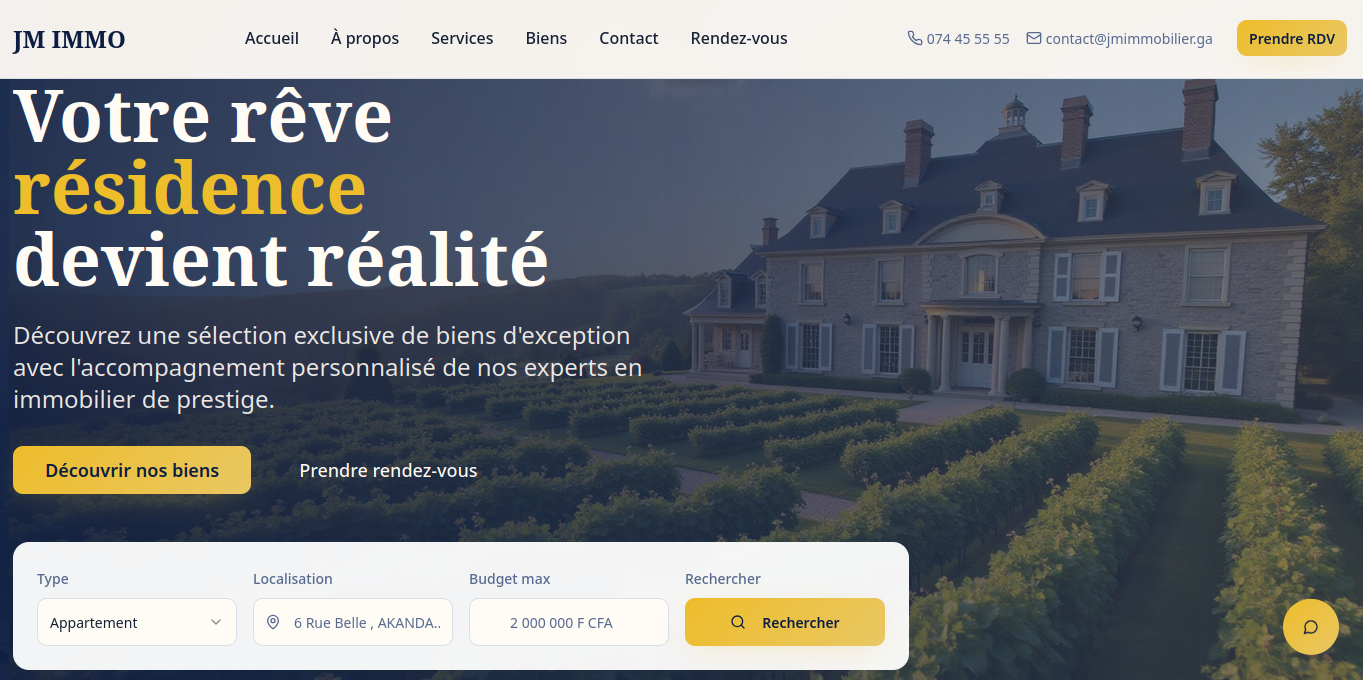 JM IMMO
Accueil
À propos
Services
Biens
Contact
Rendez-vous
074 45 55 55
contact@jmimmobilier.ga
Prendre RDV
Votre rêve
résidence
devient réalité
Découvrez une sélection exclusive de biens d'exception
avec l'accompagnement personnalisé de nos experts en
immobilier de prestige.
Découvrir nos biens
Prendre rendez-vous
Type
Localisation
Budget max
Rechercher
Appartement
6 Rue Belle , AKANDA..
2 000 000 F CFA
Rechercher